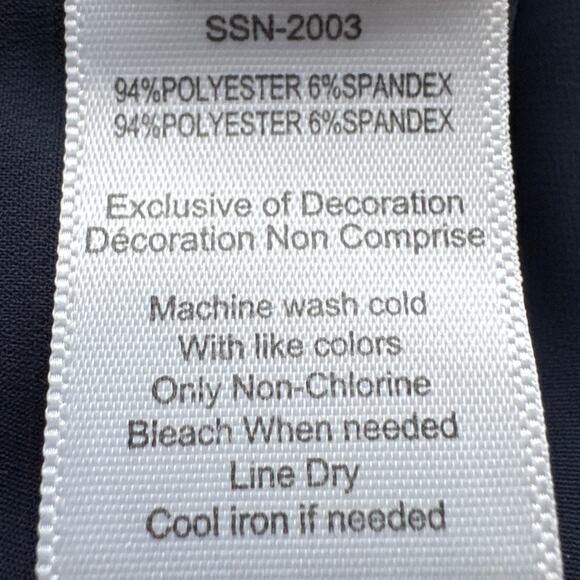 SSN-2003
94%POLYESTER 6%SPANDEX
94%POLYESTER 6%SPANDEX
Exclusive of Decoration
Décoration Non Comprise
Machine wash cold
With like colors
Only Non-Chlorine
Bleach When needed
Line Dry
Cool iron if needed